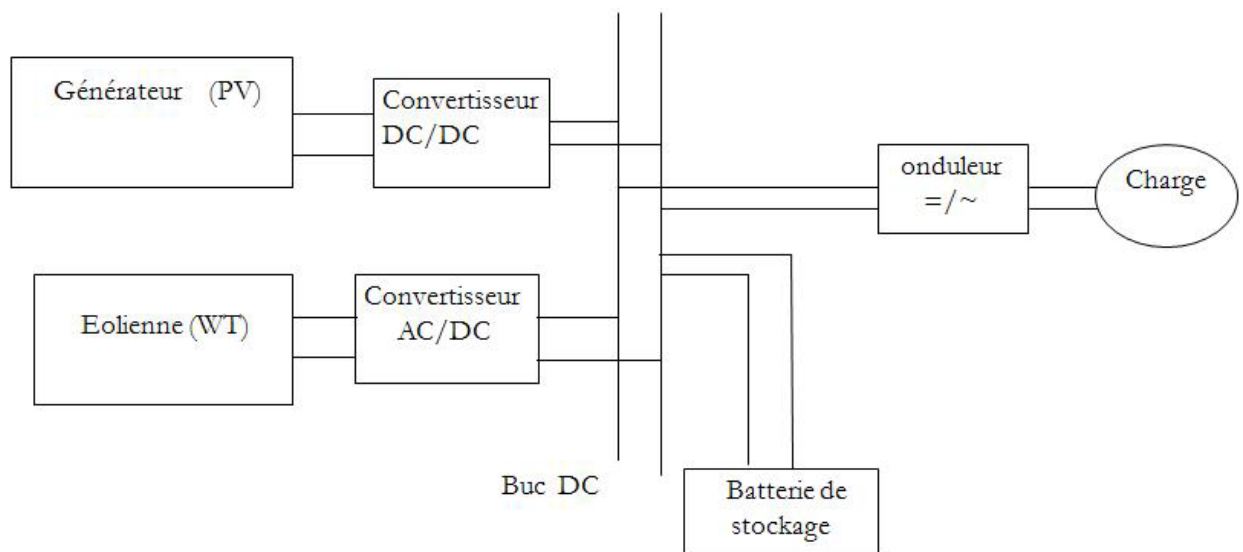 Générateur (PV)
Convertisseur
DC/DC
onduleur
=/~
Charge
Eolienne (WT)
Convertisseur
AC/DC
Buc DC
Batterie de
stockage